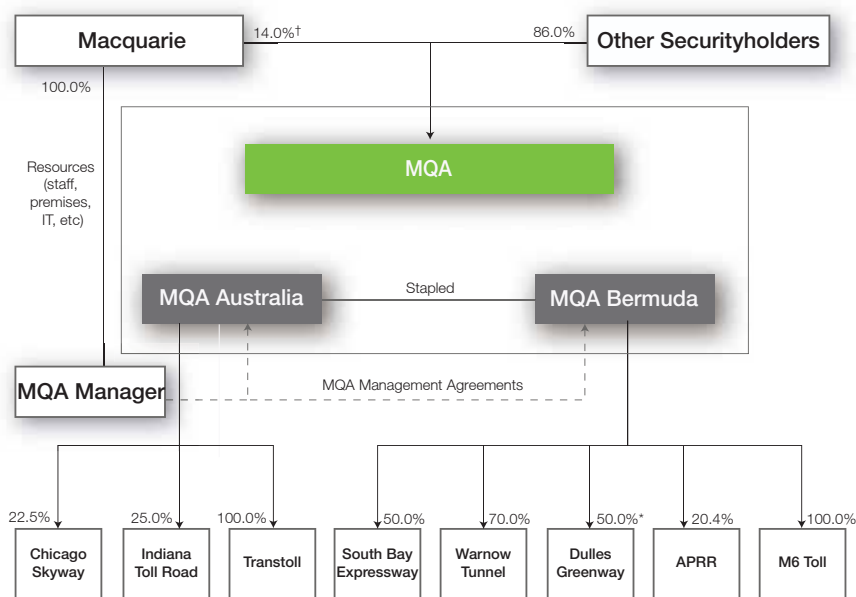 Macquarie
14.0%†
86.0%
Other Securityholders
100.0%
Resources
(staff,
premises,
IT, etc)
MQA
MQA Australia
Stapled
MQA Bermuda
MQA Manager
MQA Management Agreements
22.5%
25.0%
100.0%
50.0%
70.0%
50.0%*
20.4%
100.0%
Chicago
Skyway
Indiana
Toll Road
Transtoll
South Bay
Expressway
Warnow
Tunnel
Dulles
Greenway
APRR
M6 Toll